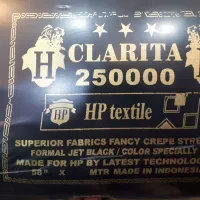 H CLARITA
250000
HP HP textile
SUPERIOR FABRICS FANCY CREPE
FORMAL JET BLACK / COLOR SPECIALLY
MADE FOR HP BY LATEST
58" X MTR MADE IN INDONESIA